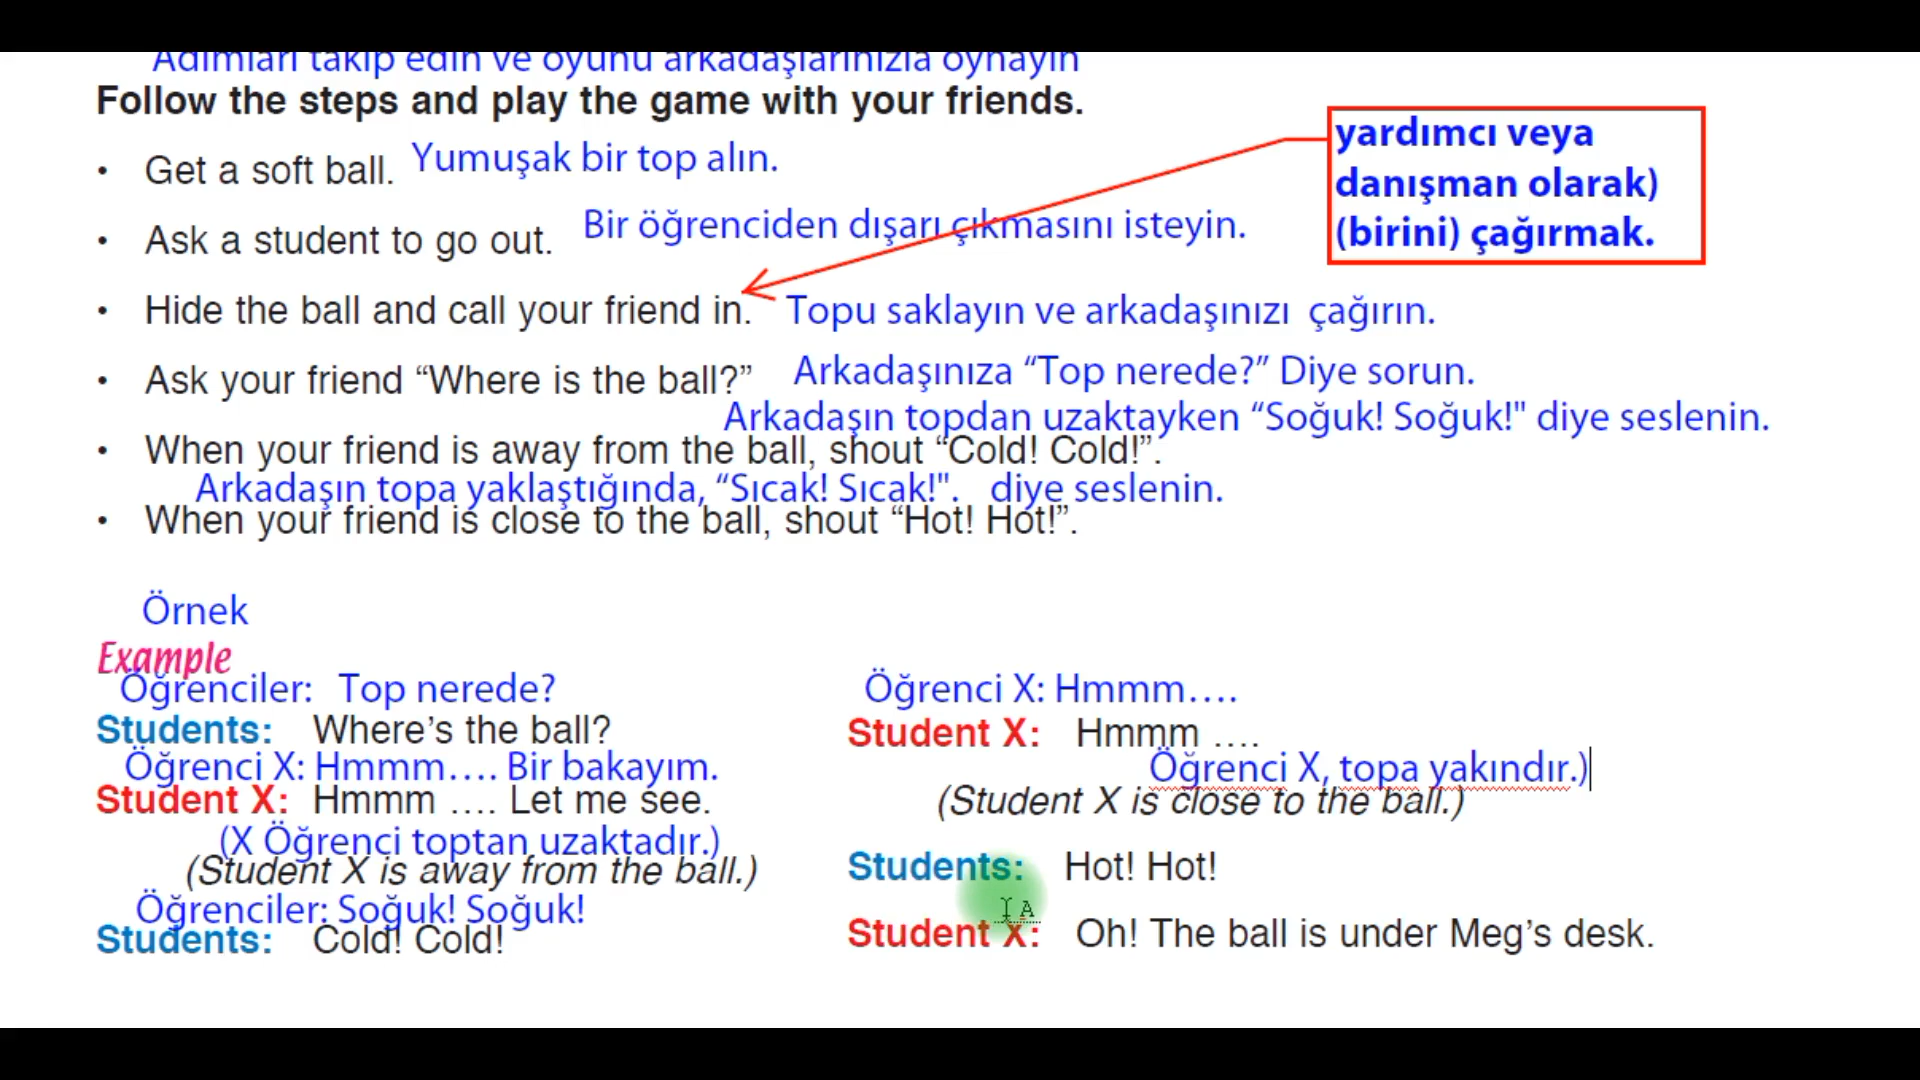 Adımları takip edin ve oyunu arkadaşlarınızla oynayın
Follow the steps and play the game with your friends.
yardımcı veya
danışman olarak)
(birini) çağırmak.
• Get a soft ball. Yumuşak bir top alın.
• Ask a student to go out. Bir öğrenciden dışarı çıkmasını isteyin.
• Hide the ball and call your friend in. Topu saklayın ve arkadaşınızı çağırın.
• Ask your friend “Where is the ball?” Arkadaşınıza “Top nerede?” Diye sorun.
Arkadaşın topdan uzaktayken “Soğuk! Soğuk!" diye seslenin.
• When your friend is away from the ball, shout “Cold! Cold!”.
Arkadaşın topa yaklaştığında, “Sıcak! Sıcak!". diye seslenin.
• When your friend is close to the ball, shout “Hot! Hot!”.
Örnek
Example
Öğrenciler: Top nerede?
Students: Where’s the ball?
Öğrenci X: Hmmm…. Bir bakayım.
Student X: Hmmm …. Let me see.
(X Öğrenci toptan uzaktadır.)
(Student X is away from the ball.)
Öğrenciler: Soğuk! Soğuk!
Students: Cold! Cold!
Öğrenci X: Hmmm….
Student X: Hmmm ….
Öğrenci X, topa yakındır.)
(Student X is close to the ball.)
Students: Hot! Hot!
Student X: Oh! The ball is under Meg’s desk.